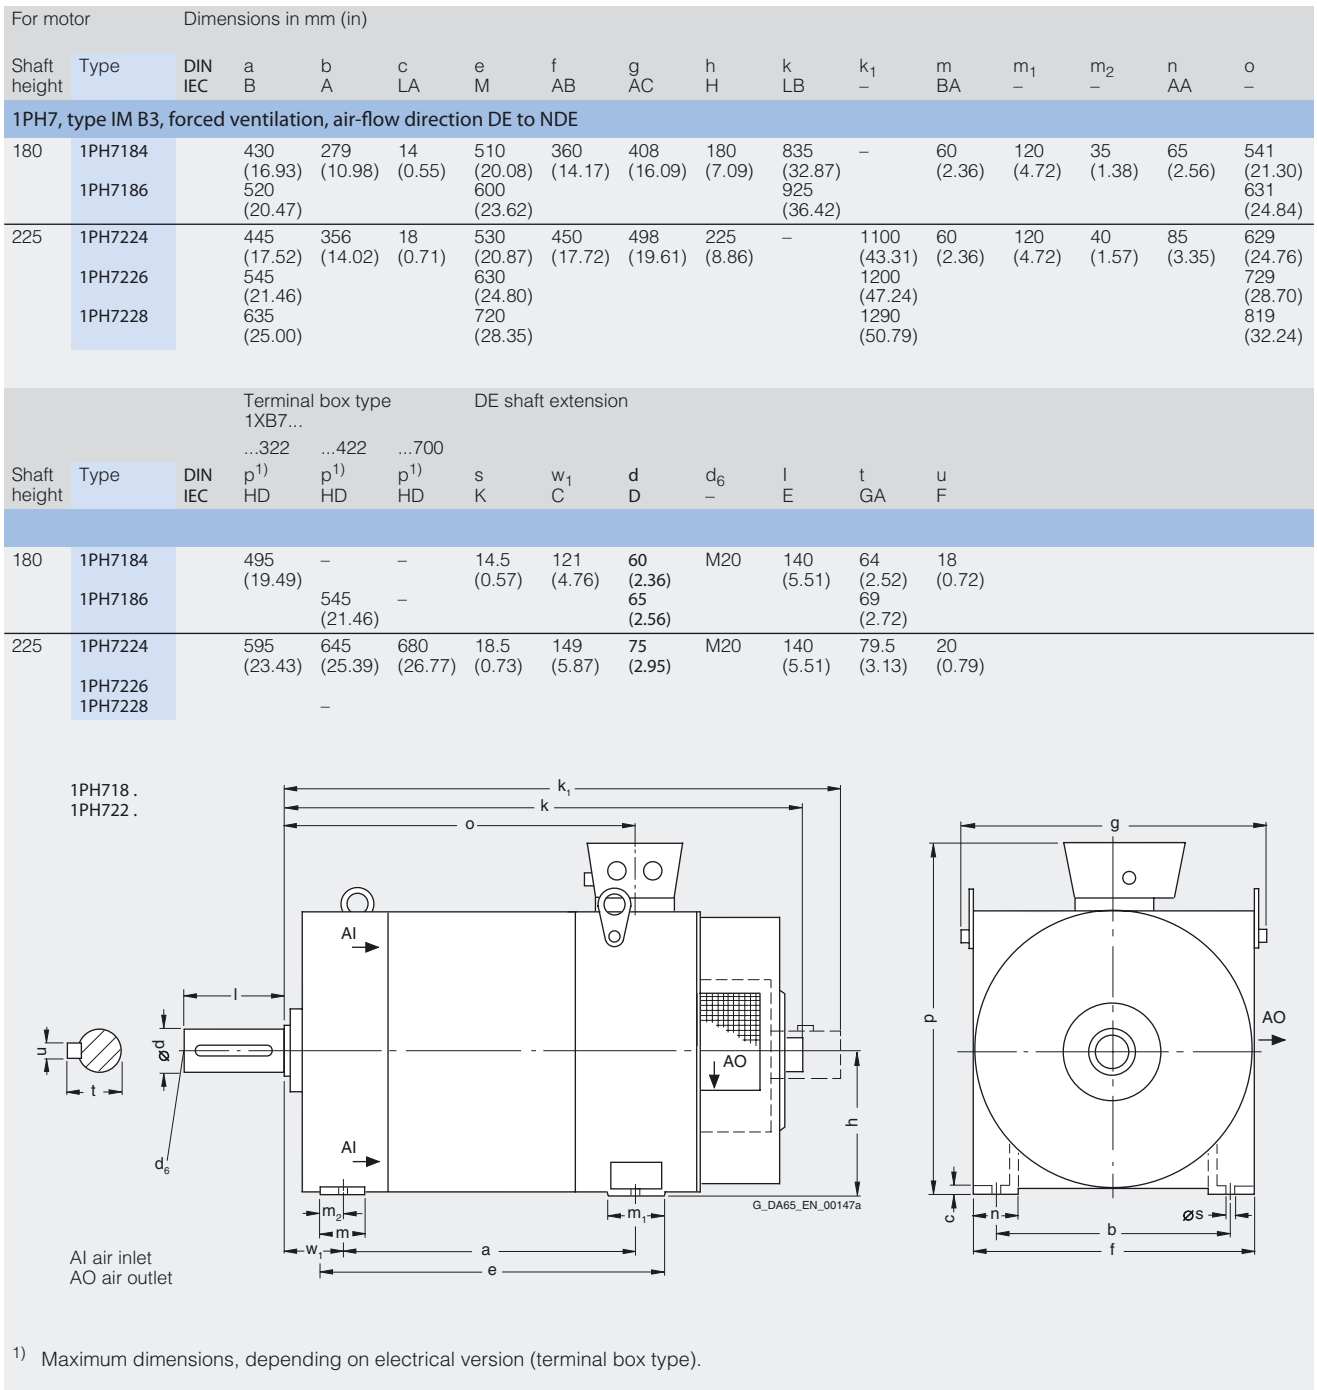 For motor Dimensions in mm (in)
Shaft Type DIN a b c e f g h k k1 m m1 m2 n o
height IEC B A LA M AB AC H LB – BA – – AA –
1PH7, type IM B3, forced ventilation, air-flow direction DE to NDE
180 1PH7184 430 279 14 510 360 408 180 835 – 60 120 35 65 541
(16.93) (10.98) (0.55) (20.08) (14.17) (16.09) (7.09) (32.87) (2.36) (4.72) (1.38) (2.56) (21.30)
1PH7186 520 600 925 631
(20.47) (23.62) (36.42) (24.84)
225 1PH7224 445 356 18 530 450 498 225 – 1100 60 120 40 85 629
(17.52) (14.02) (0.71) (20.87) (17.72) (19.61) (8.86) (43.31) (2.36) (4.72) (1.57) (3.35) (24.76)
1PH7226 545 630 1200 729
(21.46) (24.80) (47.24) (28.70)
1PH7228 635 720 1290 819
(25.00) (28.35) (50.79) (32.24)
Terminal box type DE shaft extension
1XB7...
...322 ...422 ...700
Shaft Type DIN p1) p1) p1) s w1 d d6 l t u
height IEC HD HD HD K C D – E GA F
180 1PH7184 495 – – 14.5 121 60 M20 140 64 18
(19.49) (0.57) (4.76) (2.36) (5.51) (2.52) (0.72)
1PH7186 545 – 65 69
(21.46) (2.56) (2.72)
225 1PH7224 595 645 680 18.5 149 75 M20 140 79.5 20
(23.43) (25.39) (26.77) (0.73) (5.87) (2.95) (5.51) (3.13) (0.79)
1PH7226
1PH7228 –
1PH718 .
1PH722 .
k1
k
o
g
AI
l
p
AO
u
ød
t
AO
h
AI
d6
G_DA65_EN_00147a
m2
m1
c
n
øs
m
w1
a
b
e
f
AI air inlet
AO air outlet
1) Maximum dimensions, depending on electrical version (terminal box type).